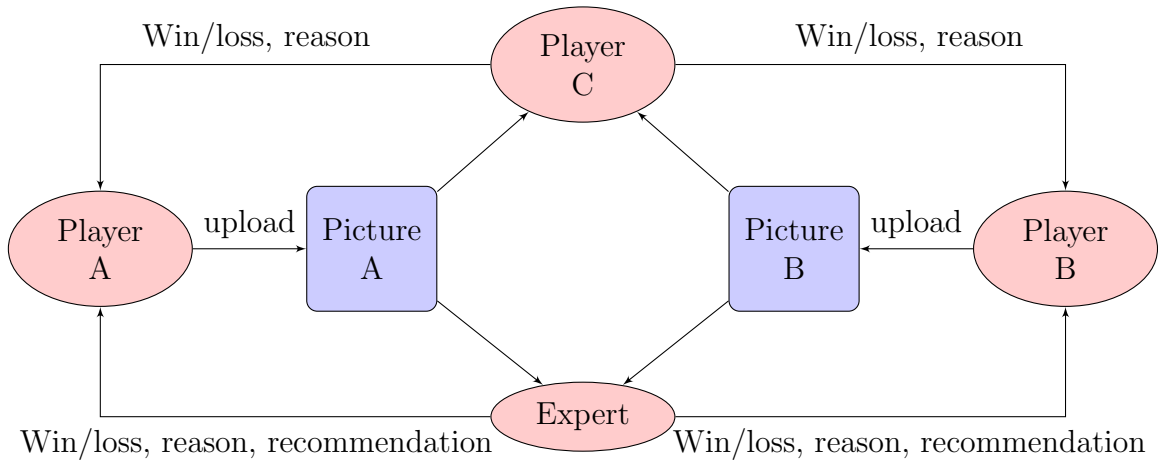 Win/loss, reason
Player
C
Win/loss, reason
Player
A
upload
Picture
A
Picture
B
upload
Player
B
Expert
Win/loss, reason, recommendation
Win/loss, reason, recommendation